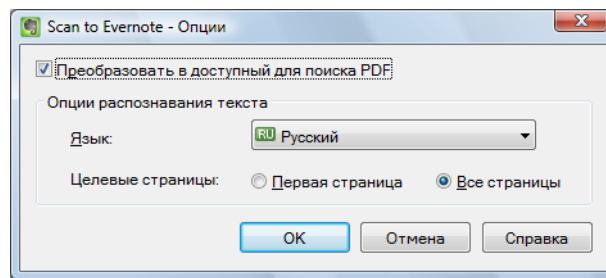 Scan to Evernote - Опции
Преобразовать в доступный для поиска PDF
Опции распознавания текста
Язык: RU Русский
Целевые страницы: Первая страница Все страницы
OK Отмена Справка